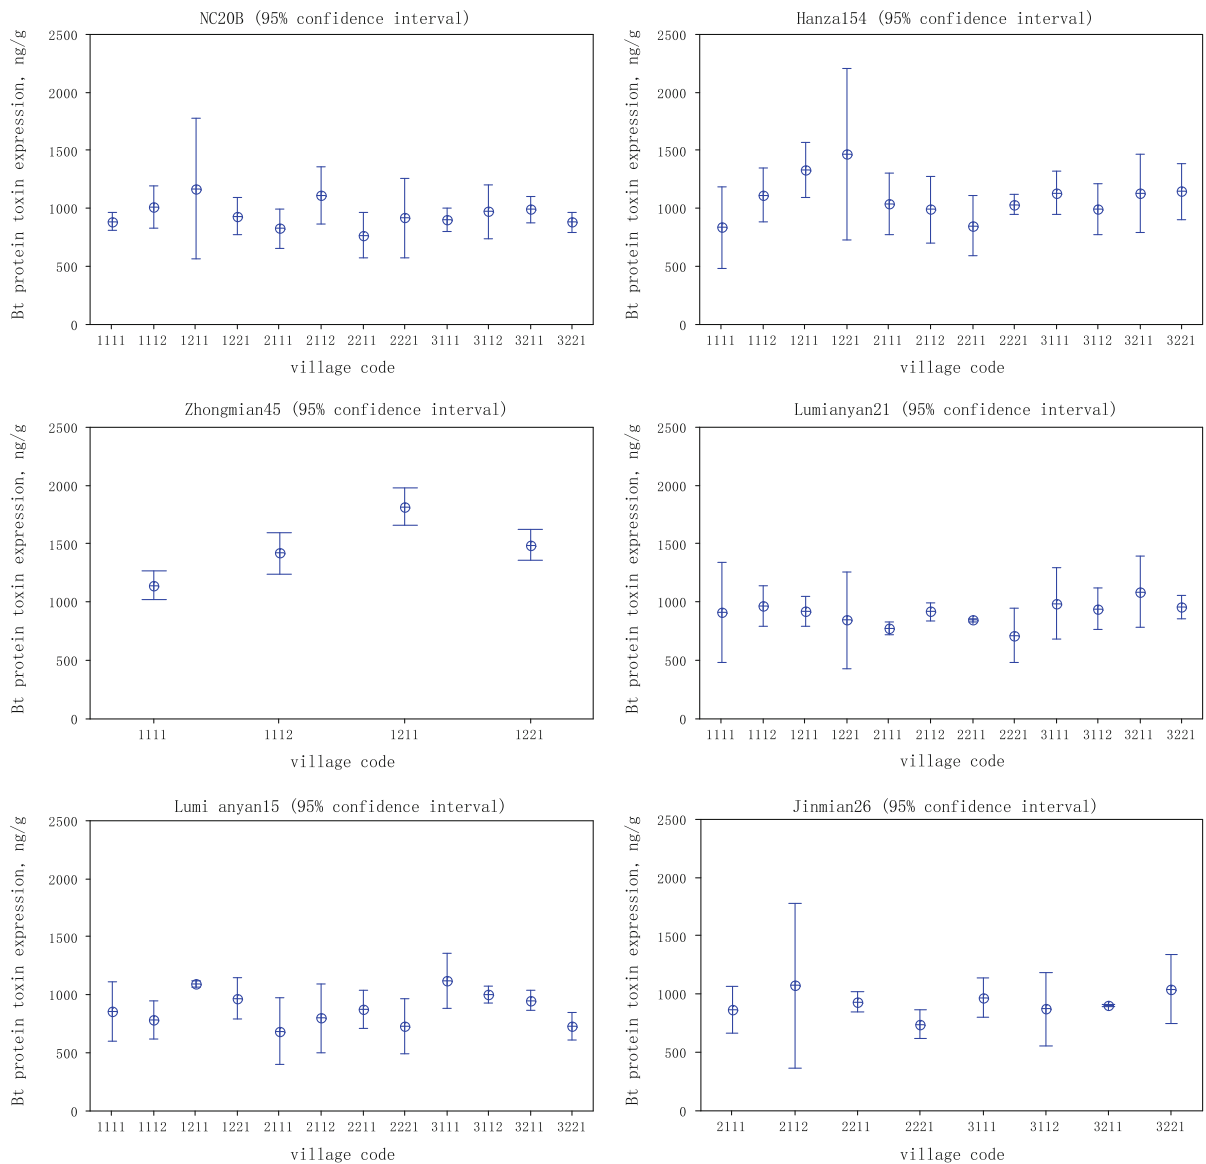 NC20B (95% confidence interval)
Bt protein toxin expression, ng/g
2500
2000
1500
1000
500
0
1111 1112 1211 1221 2111 2112 2211 2221 3111 3112 3211 3221
village code
Hanza154 (95% confidence interval)
Bt protein toxin expression, ng/g
2500
2000
1500
1000
500
0
1111 1112 1211 1221 2111 2112 2211 2221 3111 3112 3211 3221
village code
Zhongmian45 (95% confidence interval)
Bt protein toxin expression, ng/g
2500
2000
1500
1000
500
0
1111 1112 1211 1221
village code
Lumianyan21 (95% confidence interval)
Bt protein toxin expression, ng/g
2500
2000
1500
1000
500
0
1111 1112 1211 1221 2111 2112 2211 2221 3111 3112 3211 3221
village code
Lumi anyan15 (95% confidence interval)
Bt protein toxin expression, ng/g
2500
2000
1500
1000
500
0
1111 1112 1211 1221 2111 2112 2211 2221 3111 3112 3211 3221
village code
Jinmian26 (95% confidence interval)
Bt protein toxin expression, ng/g
2500
2000
1500
1000
500
0
2111 2112 2211 2221 3111 3112 3211 3221
village code